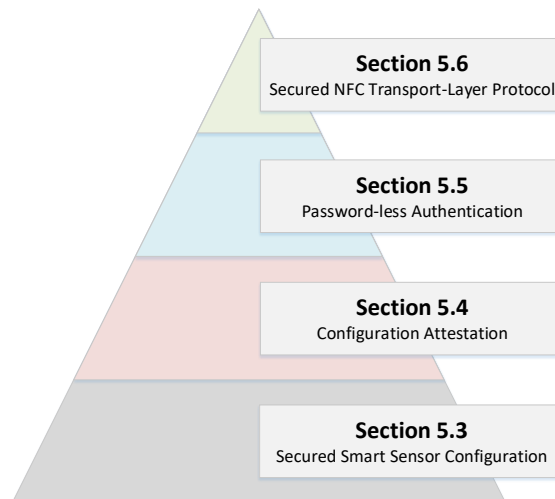 Section 5.6
Secured NFC Transport-Layer Protocol
Section 5.5
Password-less Authentication
Section 5.4
Configuration Attestation
Section 5.3
Secured Smart Sensor Configuration